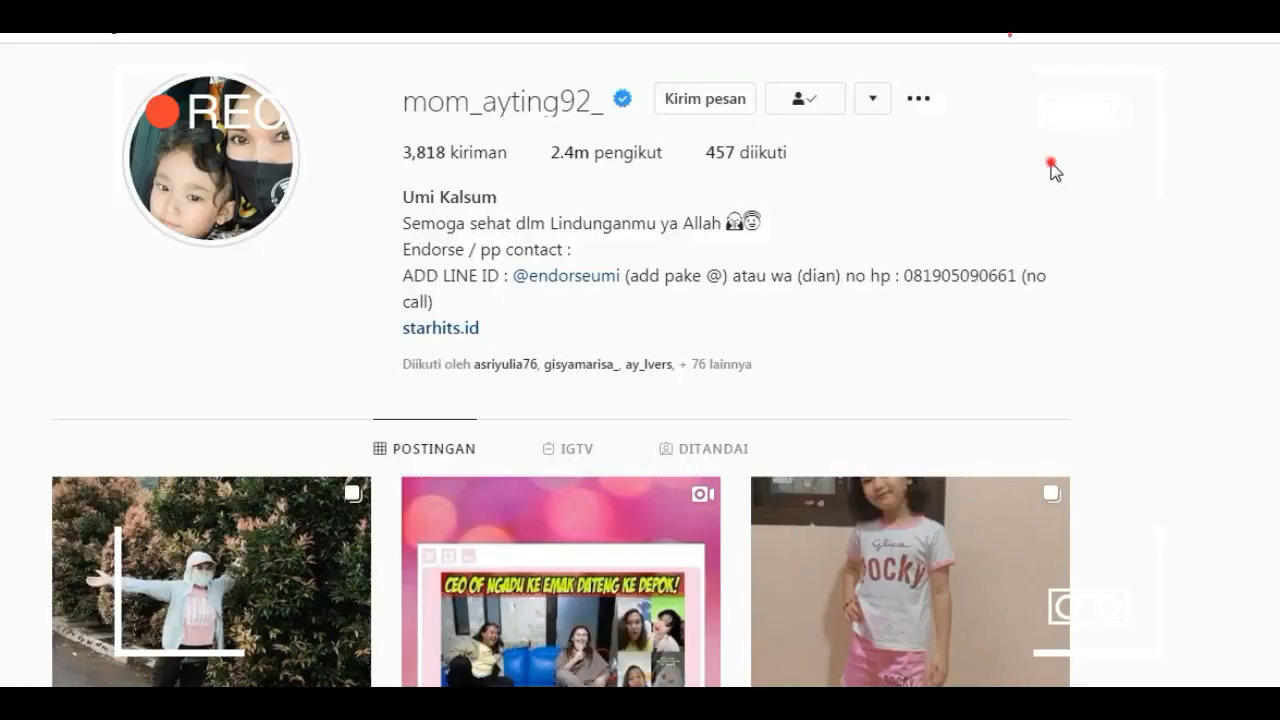 REC
mom_ayting92_
Kirim pesan
3,818 kiriman 2.4m pengikut 457 diikuti
Umi Kalsum
Semoga sehat dlm Lindunganmu ya Allah
Endorse / pp contact :
ADD LINE ID : @endorseumi (add pake @) atau wa (dian) no hp : 081905090661 (no
call)
starhits.id
Diikuti oleh asriyulia76, gisyamarisa_, ay_lvers, + 76 lainnya
POSTINGAN IGTV DITANDAI
CEO OF NGADU KE EMAK DATENG KE DEPOK!
Glico
POCKY
POCKY